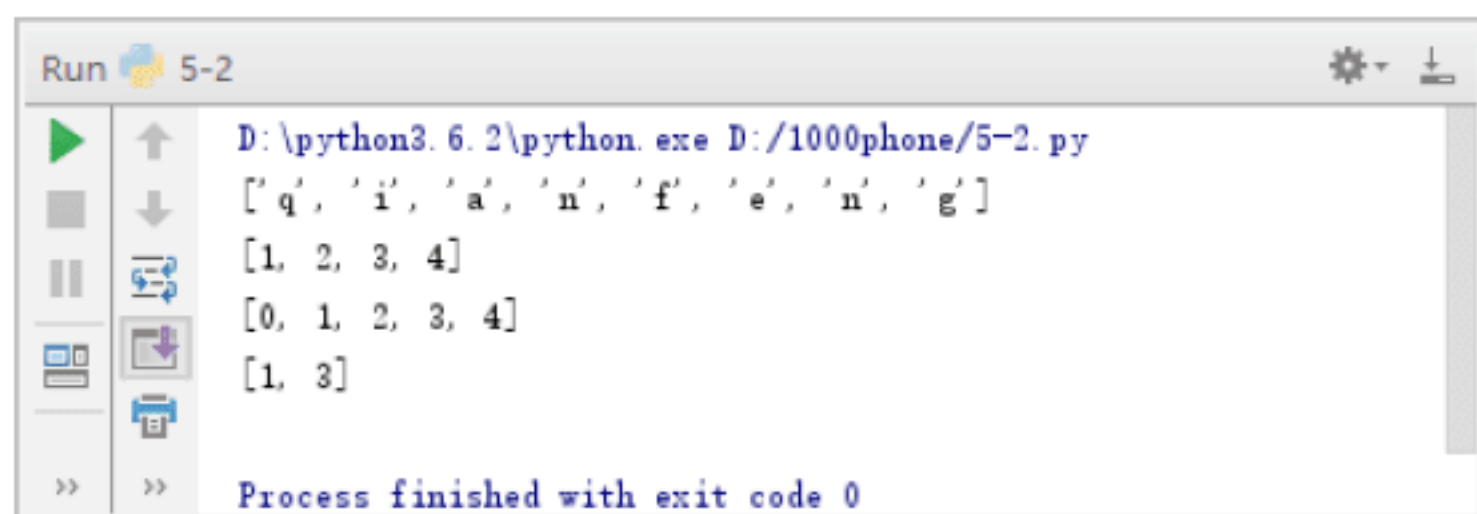 Run 5-2
D:\python3.6.2\python.exe D:/1000phone/5-2.py
['q', 'i', 'a', 'n', 'f', 'e', 'n', 'g']
[1, 2, 3, 4]
[0, 1, 2, 3, 4]
[1, 3]
Process finished with exit code 0